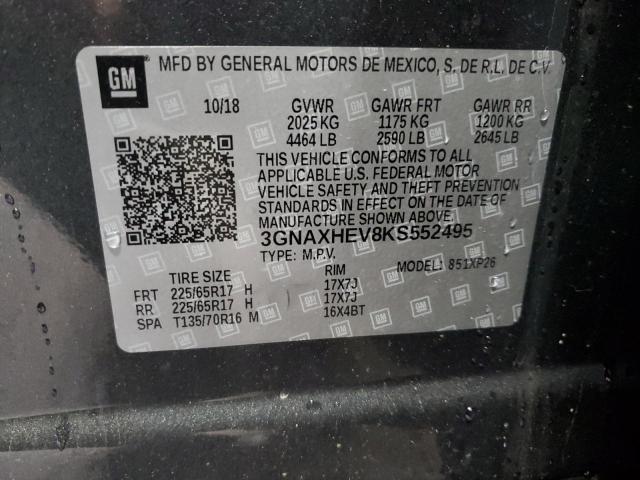 GM MFD BY GENERAL MOTORS DE MEXICO, S. DE R.L. DE C.V.
10/18 GVWR GAWR FRT GAWR RR
2025 KG 1175 KG 1200 KG
4464 LB 2590 LB 2645 LB
THIS VEHICLE CONFORMS TO ALL
APPLICABLE U.S. FEDERAL MOTOR
VEHICLE SAFETY AND THEFT PREVENTION
STANDARDS IN EFFECT ON THE DATE OF
MANUFACTURE SHOWN ABOVE.
3GNAXHEV8KS552495
TYPE: M.P.V. MODEL: 851XP26
TIRE SIZE RIM
FRT 225/65R17 H 17X7J
RR 225/65R17 H 17X7J
SPA T135/70R16 M 16X4BT